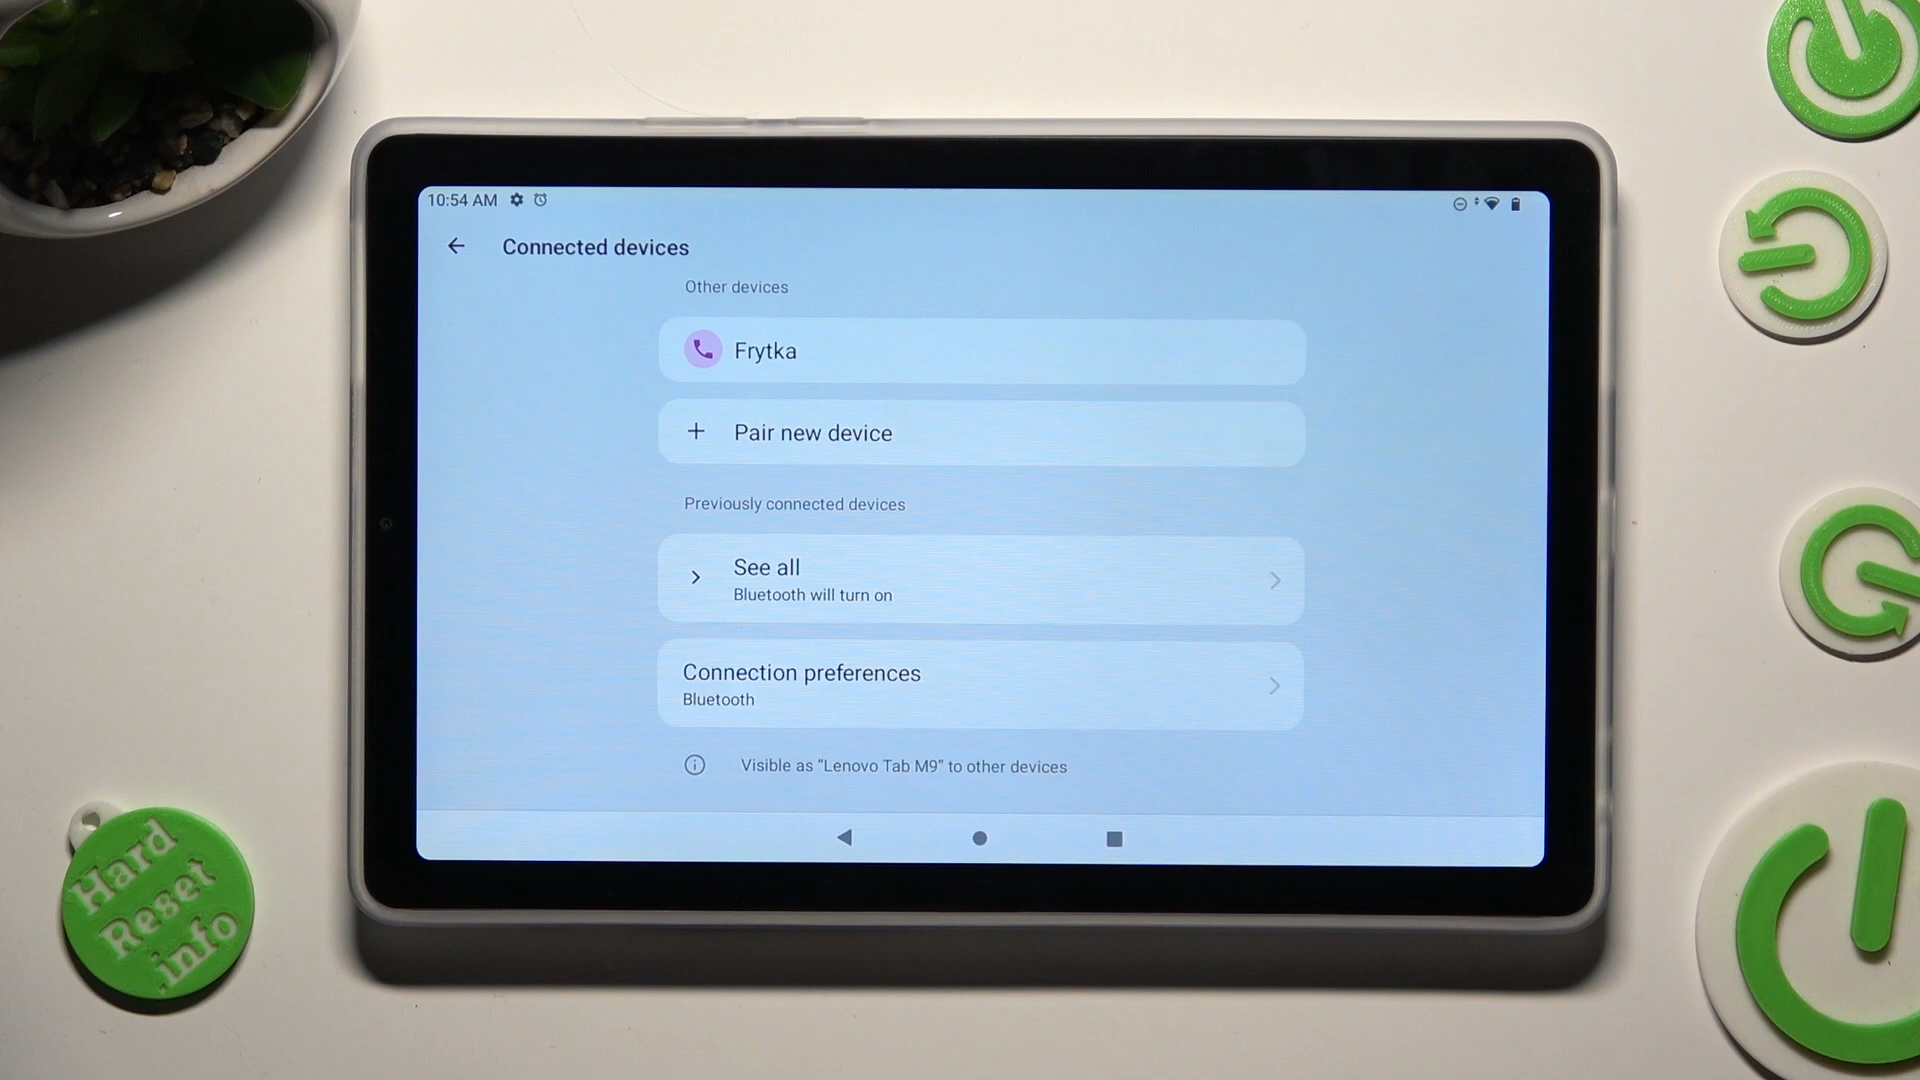 10:54 AM
Connected devices
Other devices
Frytka
Pair new device
Previously connected devices
See all
Bluetooth will turn on
Connection preferences
Bluetooth
Visible as “Lenovo Tab M9” to other devices
Hard
Reset
.info